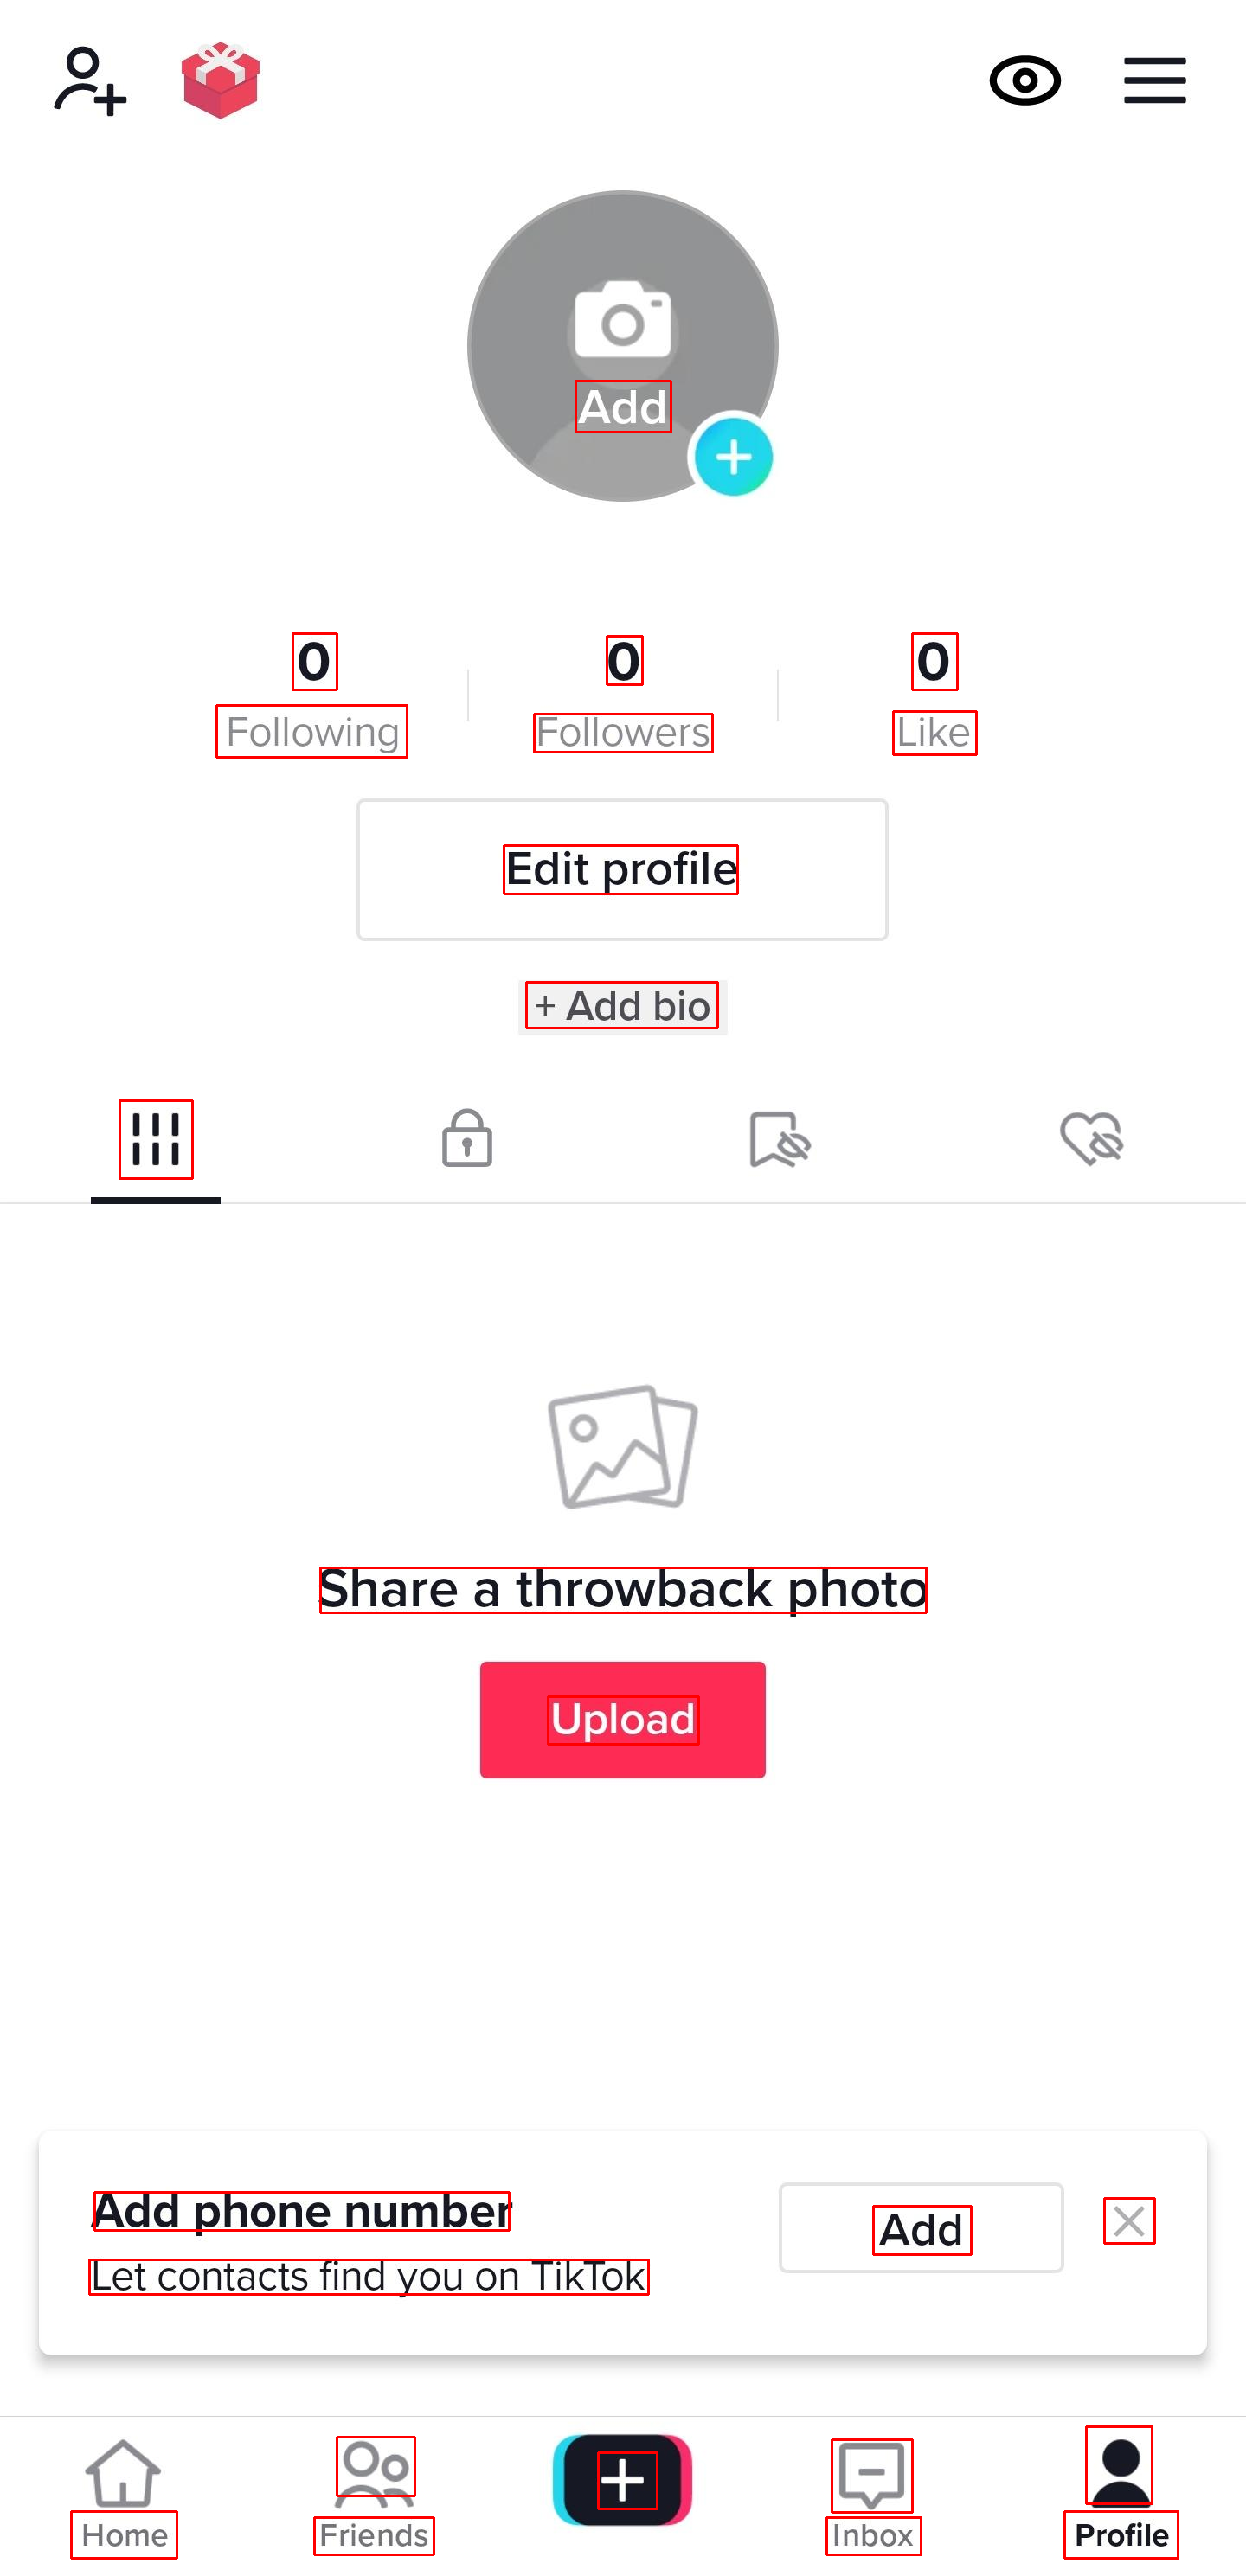 Add
0 0 0
Following Followers Like
Edit profile
+ Add bio
Share a throwback photo
Upload
Add phone number
Let contacts find you on TikTok
Add
Home Friends Inbox Profile